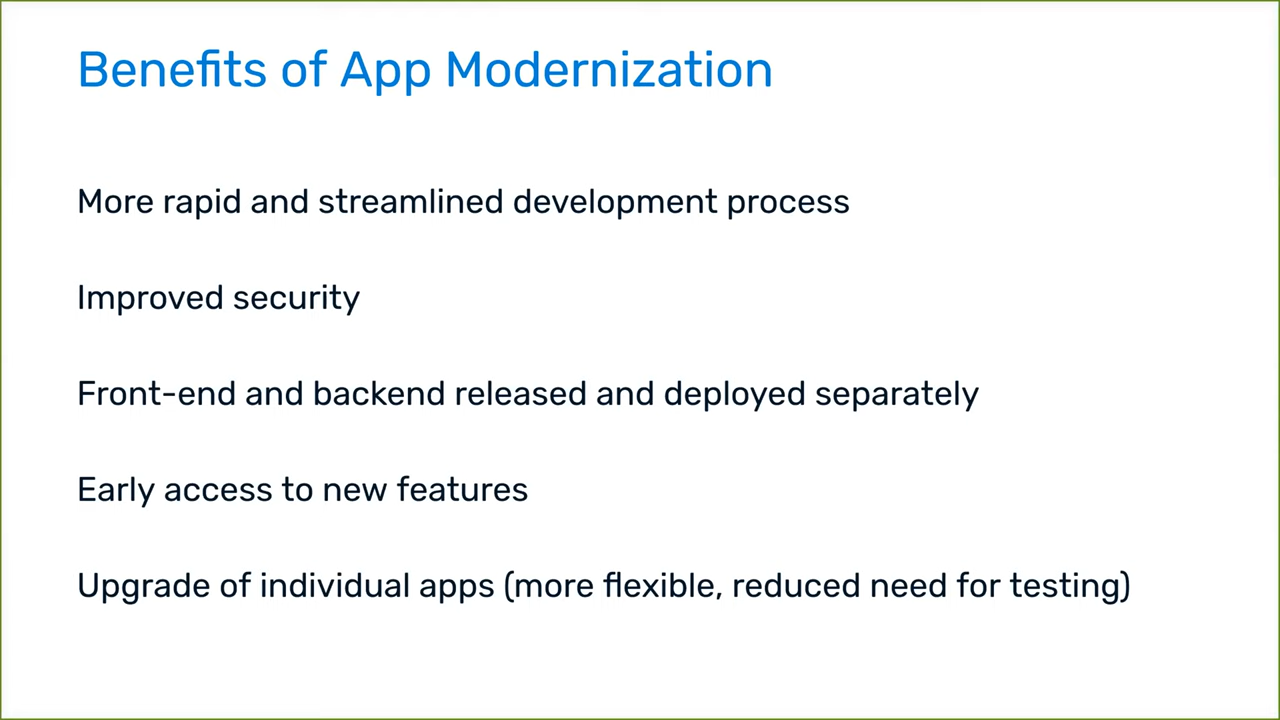 Benefits of App Modernization
More rapid and streamlined development process
Improved security
Front-end and backend released and deployed separately
Early access to new features
Upgrade of individual apps (more flexible, reduced need for testing)